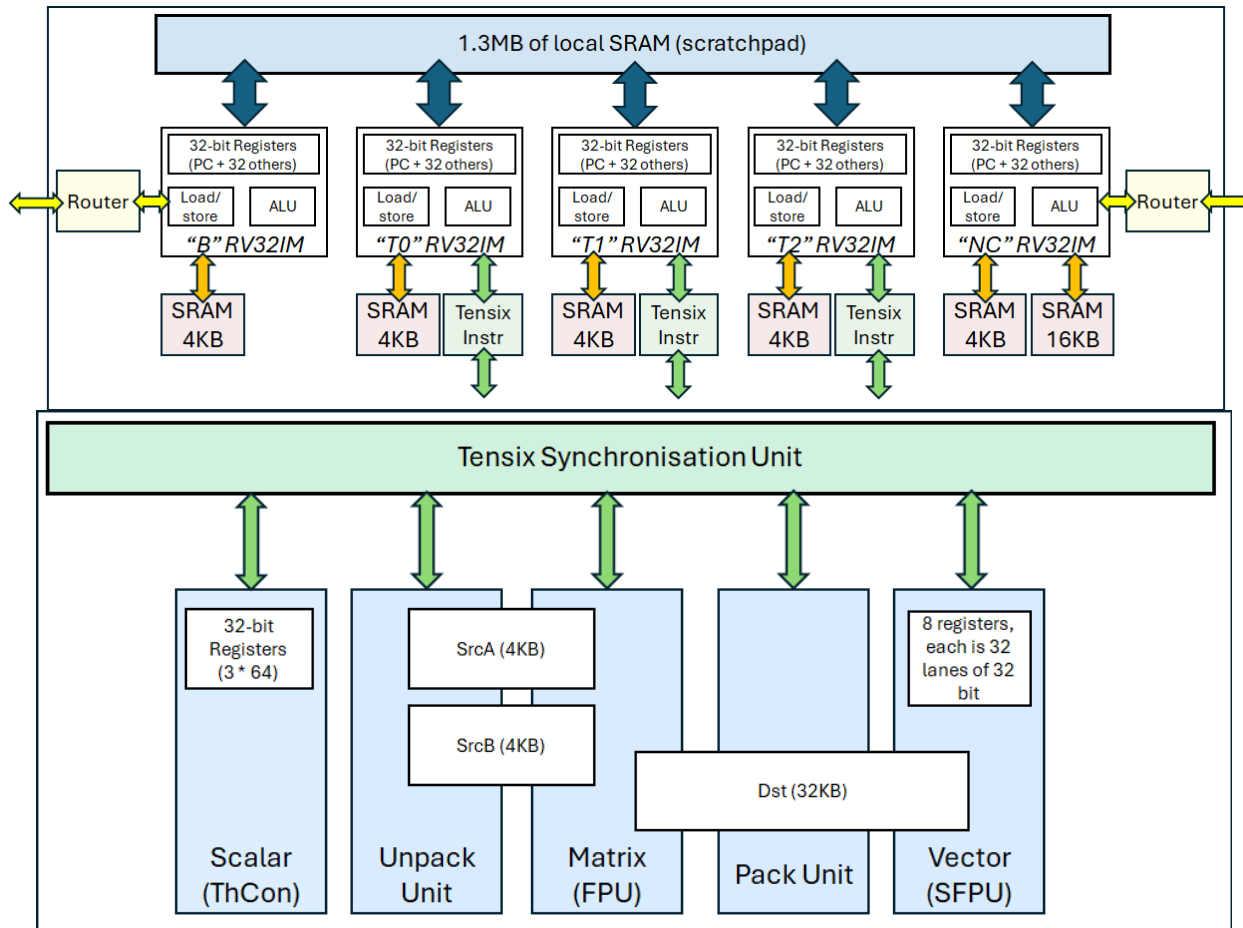 1.3MB of local SRAM (scratchpad)
32-bit Registers
(PC + 32 others)
Load/
store
ALU
“B” RV32IM
32-bit Registers
(PC + 32 others)
Load/
store
ALU
“T0” RV32IM
32-bit Registers
(PC + 32 others)
Load/
store
ALU
“T1” RV32IM
32-bit Registers
(PC + 32 others)
Load/
store
ALU
“T2” RV32IM
32-bit Registers
(PC + 32 others)
Load/
store
ALU
“NC” RV32IM
Router
Router
SRAM
4KB
SRAM
4KB
Tensix
Instr
SRAM
4KB
Tensix
Instr
SRAM
4KB
Tensix
Instr
SRAM
4KB
SRAM
16KB
Tensix Synchronisation Unit
32-bit
Registers
(3 * 64)
SrcA (4KB)
SrcB (4KB)
8 registers,
each is 32
lanes of 32
bit
Dst (32KB)
Scalar
(ThCon)
Unpack
Unit
Matrix
(FPU)
Pack Unit
Vector
(SFPU)